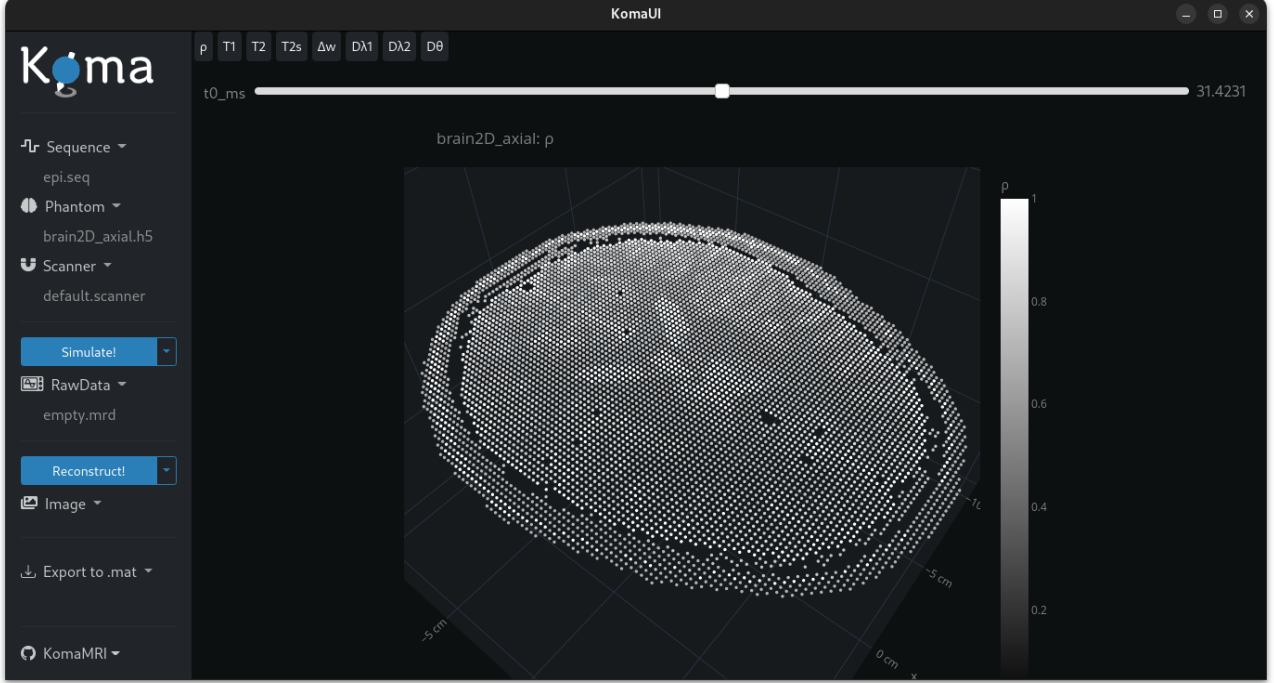 KomaUI
Koma
Sequence
epi.seq
Phantom
brain2D_axial.h5
Scanner
default.scanner
Simulate!
RawData
empty.mrd
Reconstruct!
Image
Export to .mat
KomaMRI
ρ T1 T2 T2s Δw Dλ1 Dλ2 Dθ
t0_ms 31.4231
brain2D_axial: ρ
ρ
1
0.8
0.6
0.4
0.2
−5 cm
0 cm
−5 cm
x